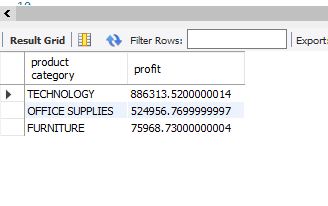 Result Grid Filter Rows: Export:
product category profit
TECHNOLOGY 886313.5200000014
OFFICE SUPPLIES 524956.7699999997
FURNITURE 75968.73000000004